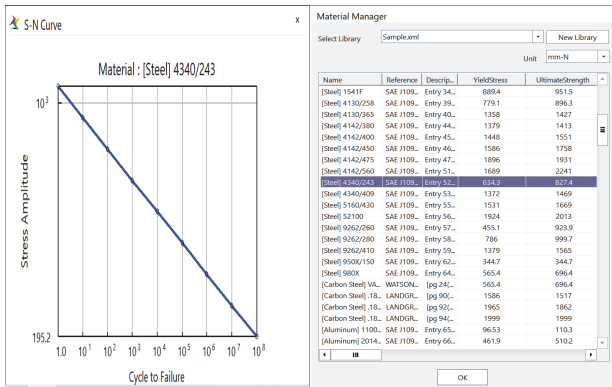 S-N Curve
x
Material : [Steel] 4340/243
10³
Stress Amplitude
195.2
1.0 10¹ 10² 10³ 10⁴ 10⁵ 10⁶ 10⁷ 10⁸
Cycle to Failure
Material Manager
Select Library Sample.xml New Library
Unit mm-N
Name Reference Descrip... YieldStress UltimateStrength
[Steel] 1541F SAE J109... Entry 34... 889.4 951.5
[Steel] 4130/258 SAE J109... Entry 39... 779.1 896.3
[Steel] 4130/365 SAE J109... Entry 40... 1358 1427
[Steel] 4142/380 SAE J109... Entry 44... 1379 1413
[Steel] 4142/400 SAE J109... Entry 45... 1448 1551
[Steel] 4142/450 SAE J109... Entry 46... 1586 1758
[Steel] 4142/475 SAE J109... Entry 47... 1896 1931
[Steel] 4142/560 SAE J109... Entry 51... 1689 2241
[Steel] 4340/243 SAE J109... Entry 52... 634.3 827.4
[Steel] 4340/409 SAE J109... Entry 53... 1372 1469
[Steel] 5160/430 SAE J109... Entry 55... 1531 1669
[Steel] 52100 SAE J109... Entry 56... 1924 2013
[Steel] 9262/260 SAE J109... Entry 57... 455.1 923.9
[Steel] 9262/280 SAE J109... Entry 58... 786 999.7
[Steel] 9262/410 SAE J109... Entry 59... 1379 1565
[Steel] 950X/150 SAE J109... Entry 62... 344.7 344.7
[Steel] 980X SAE J109... Entry 64... 565.4 696.4
[Carbon Steel] VA... WATSON... [pg 24(... 565.4 696.4
[Carbon Steel] .18... LANDGR... [pg 90(... 1586 1517
[Carbon Steel] .18... LANDGR... [pg 92(... 1965 1862
[Carbon Steel] .18... LANDGR... [pg 94(... 1999 1999
[Aluminum] 1100... SAE J109... Entry 65... 96.53 110.3
[Aluminum] 2014... SAE J109... Entry 66... 461.9 510.2
OK